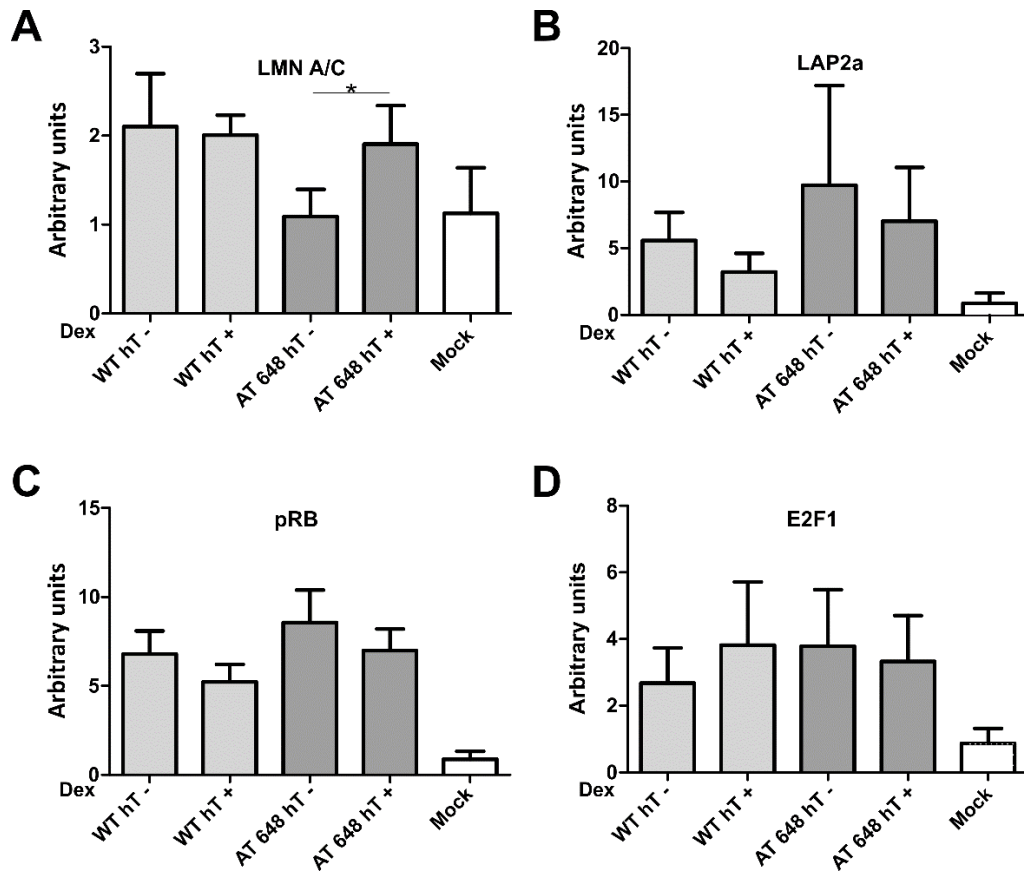 A
LMN A/C
*
Arbitrary units
3
2
1
0
Dex
WT hT -
WT hT +
AT 648 hT -
AT 648 hT +
Mock
B
LAP2a
Arbitrary units
20
15
10
5
0
Dex
WT hT -
WT hT +
AT 648 hT -
AT 648 hT +
Mock
C
pRB
Arbitrary units
15
10
5
0
Dex
WT hT -
WT hT +
AT 648 hT -
AT 648 hT +
Mock
D
E2F1
Arbitrary units
8
6
4
2
0
Dex
WT hT -
WT hT +
AT 648 hT -
AT 648 hT +
Mock